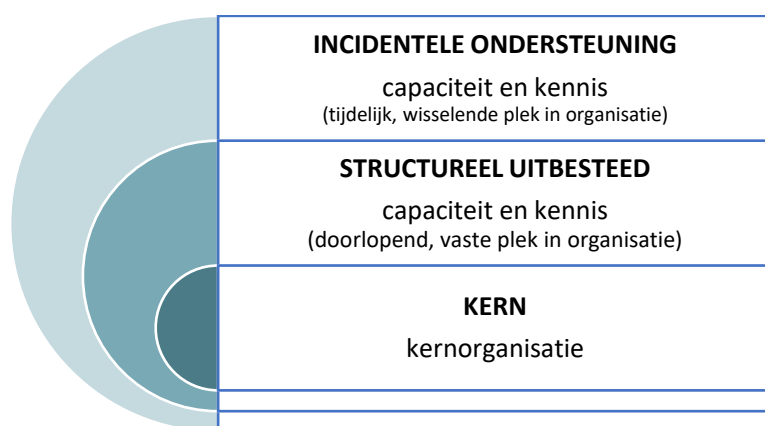 INCIDENTELE ONDERSTEUNING
capaciteit en kennis
(tijdelijk, wisselende plek in organisatie)
STRUCTUREEL UITBESTEED
capaciteit en kennis
(doorlopend, vaste plek in organisatie)
KERN
kernorganisatie